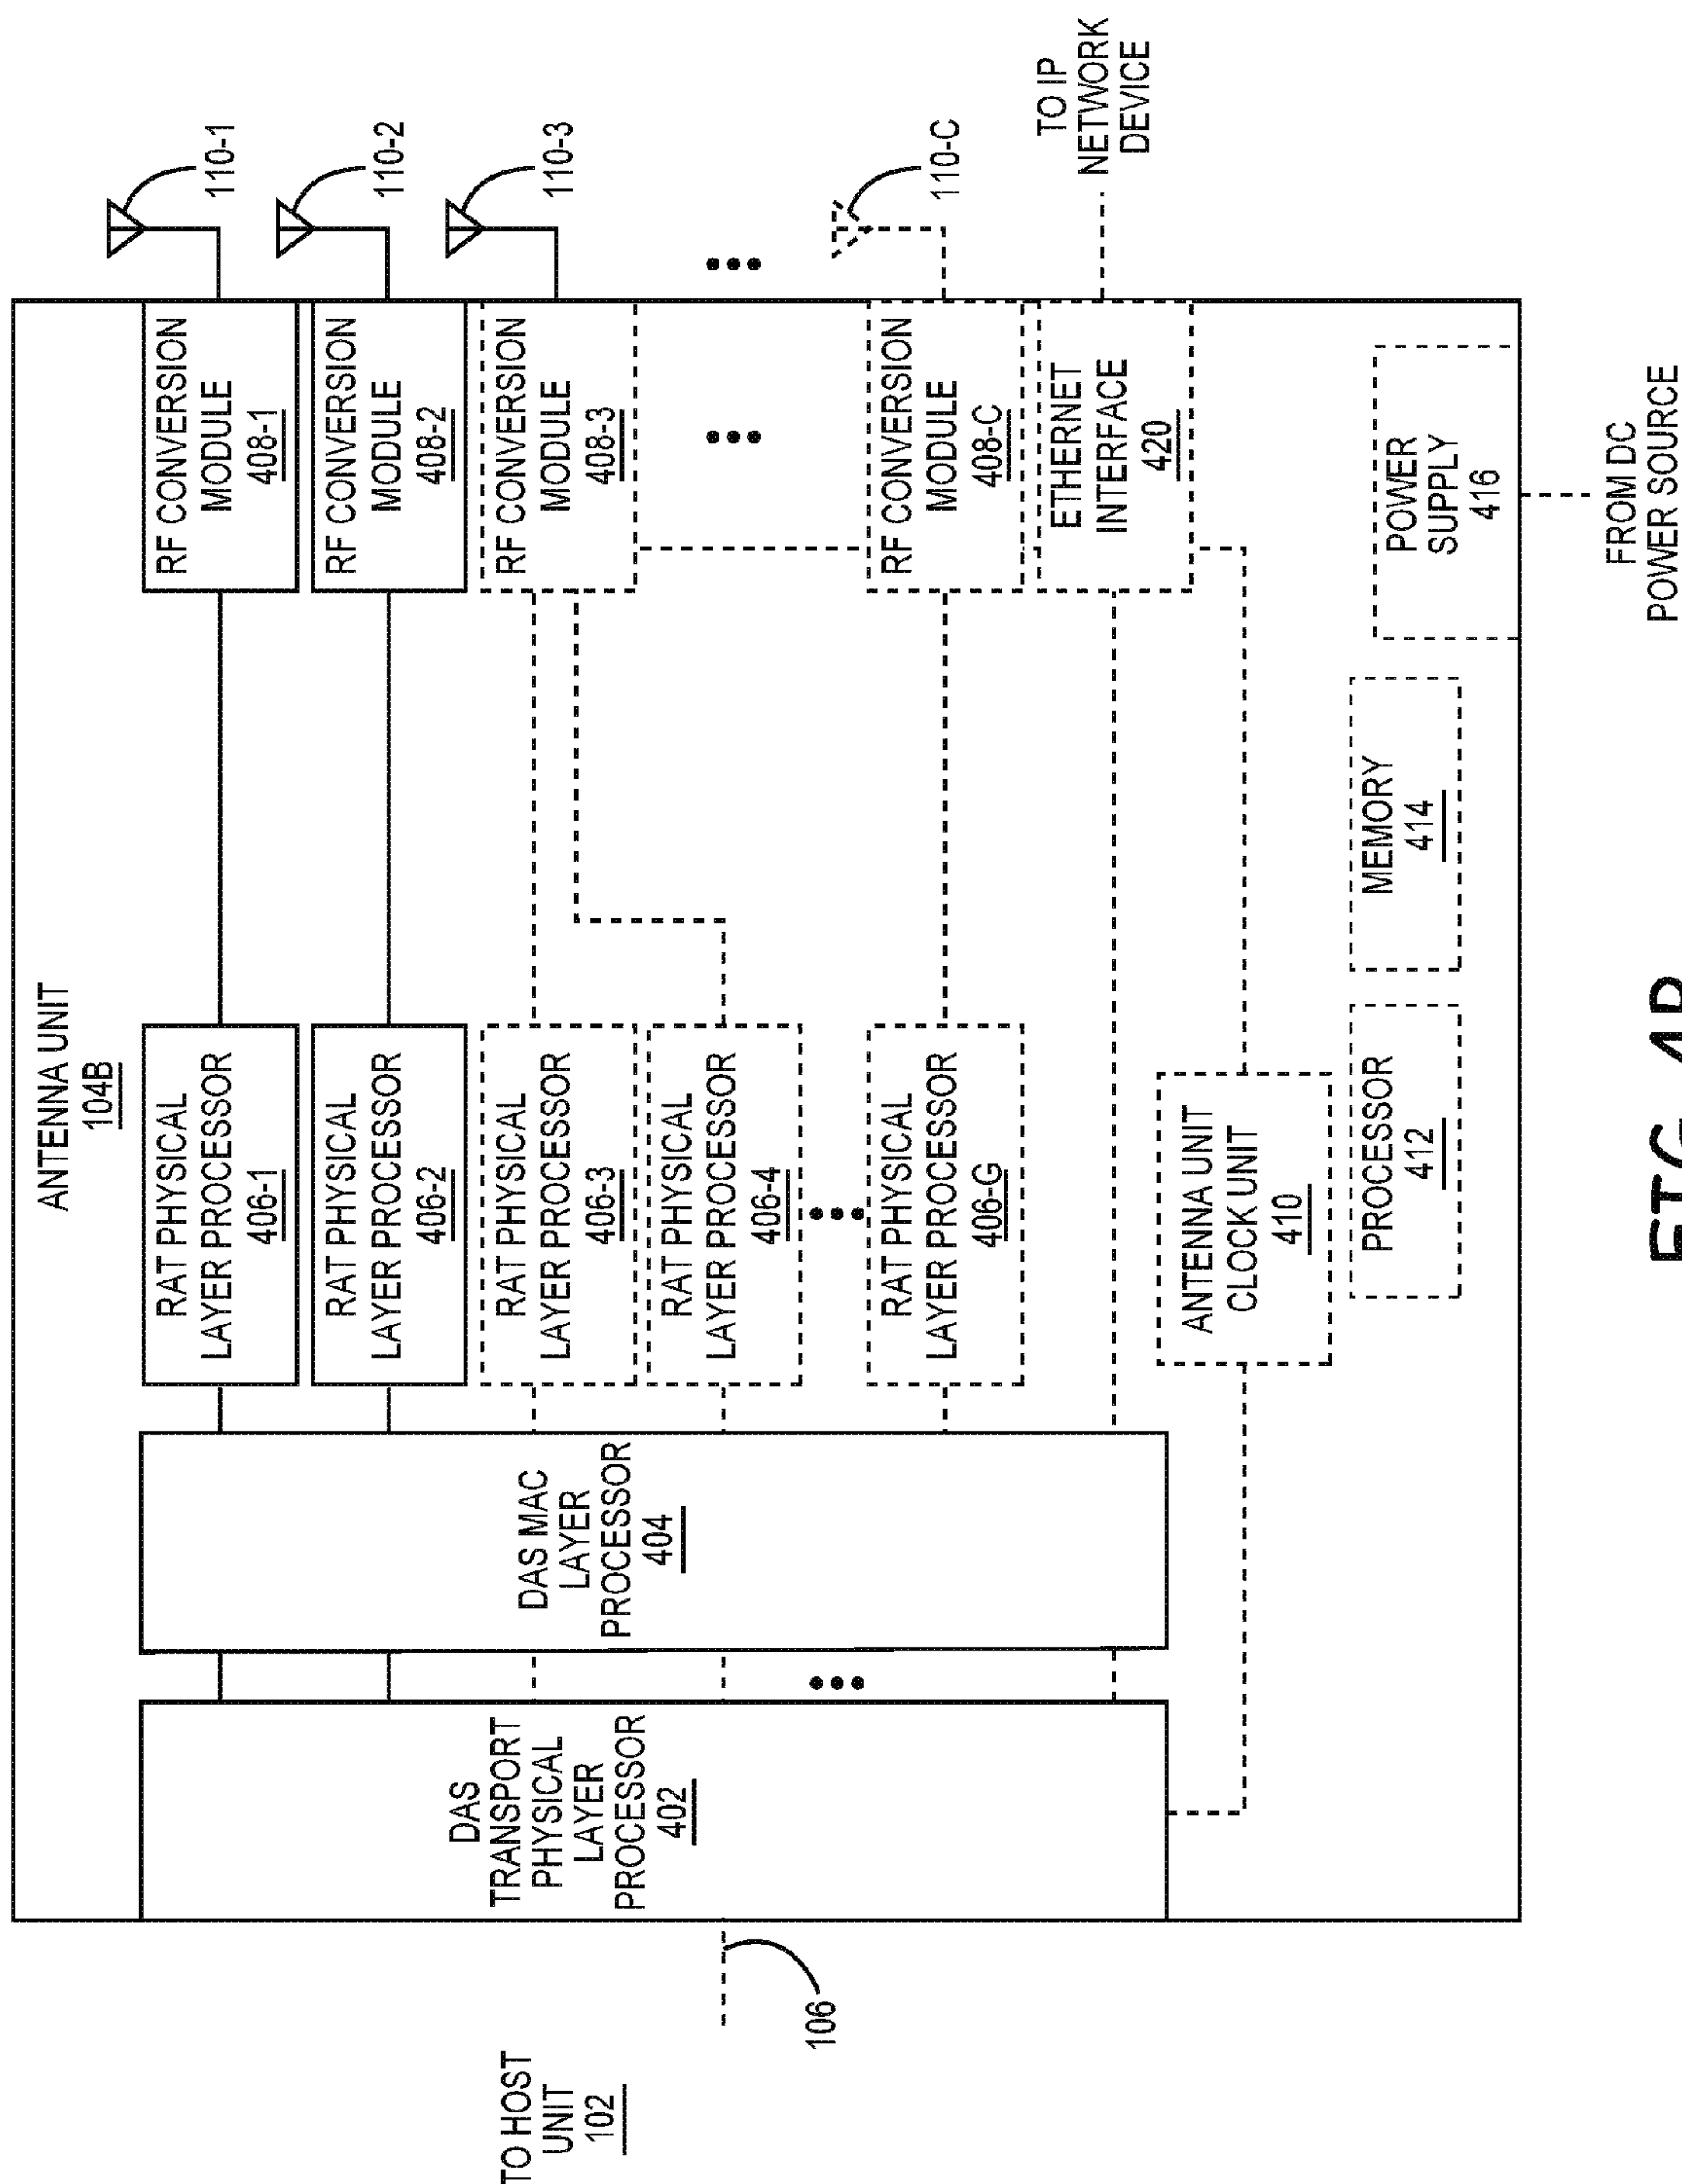 ANTENNA UNIT
104B
TO HOST
UNIT
102
106
DAS
TRANSPORT
PHYSICAL
LAYER
PROCESSOR
402
DAS MAC
LAYER
PROCESSOR
404
RAT PHYSICAL
LAYER PROCESSOR
406-1
RAT PHYSICAL
LAYER PROCESSOR
406-2
RAT PHYSICAL
LAYER PROCESSOR
406-3
RAT PHYSICAL
LAYER PROCESSOR
406-4
RAT PHYSICAL
LAYER PROCESSOR
406-G
RF CONVERSION
MODULE
408-1
RF CONVERSION
MODULE
408-2
RF CONVERSION
MODULE
408-3
RF CONVERSION
MODULE
408-C
ETHERNET
INTERFACE
420
110-1
110-2
110-3
110-C
TO IP
NETWORK
DEVICE
ANTENNA UNIT
CLOCK UNIT
410
PROCESSOR
412
MEMORY
414
POWER
SUPPLY
416
FROM DC
POWER SOURCE